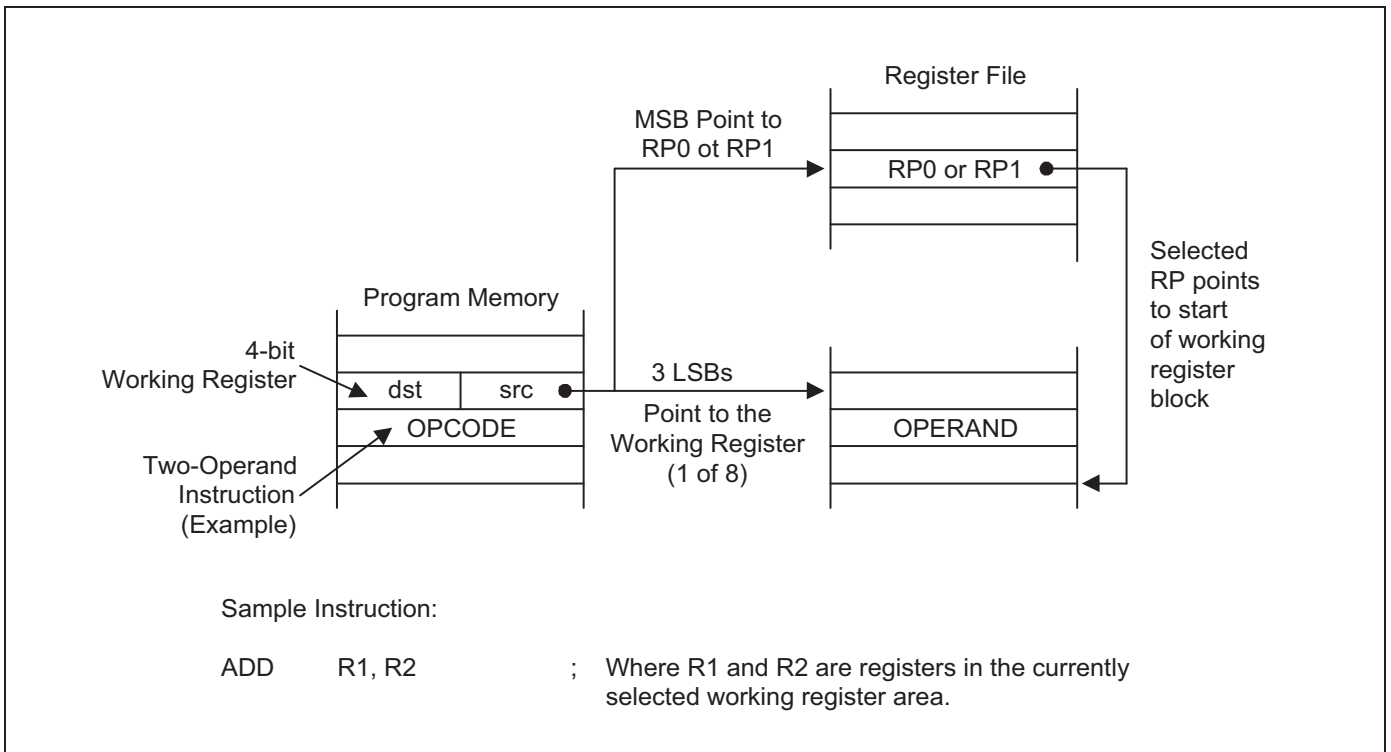 Register File
MSB Point to
RP0 ot RP1
RP0 or RP1
Selected
RP points
to start
of working
register
block
Program Memory
4-bit
Working Register
dst src
3 LSBs
Point to the
Working Register
(1 of 8)
OPCODE
OPERAND
Two-Operand
Instruction
(Example)
Sample Instruction:
ADD R1, R2 ; Where R1 and R2 are registers in the currently
selected working register area.